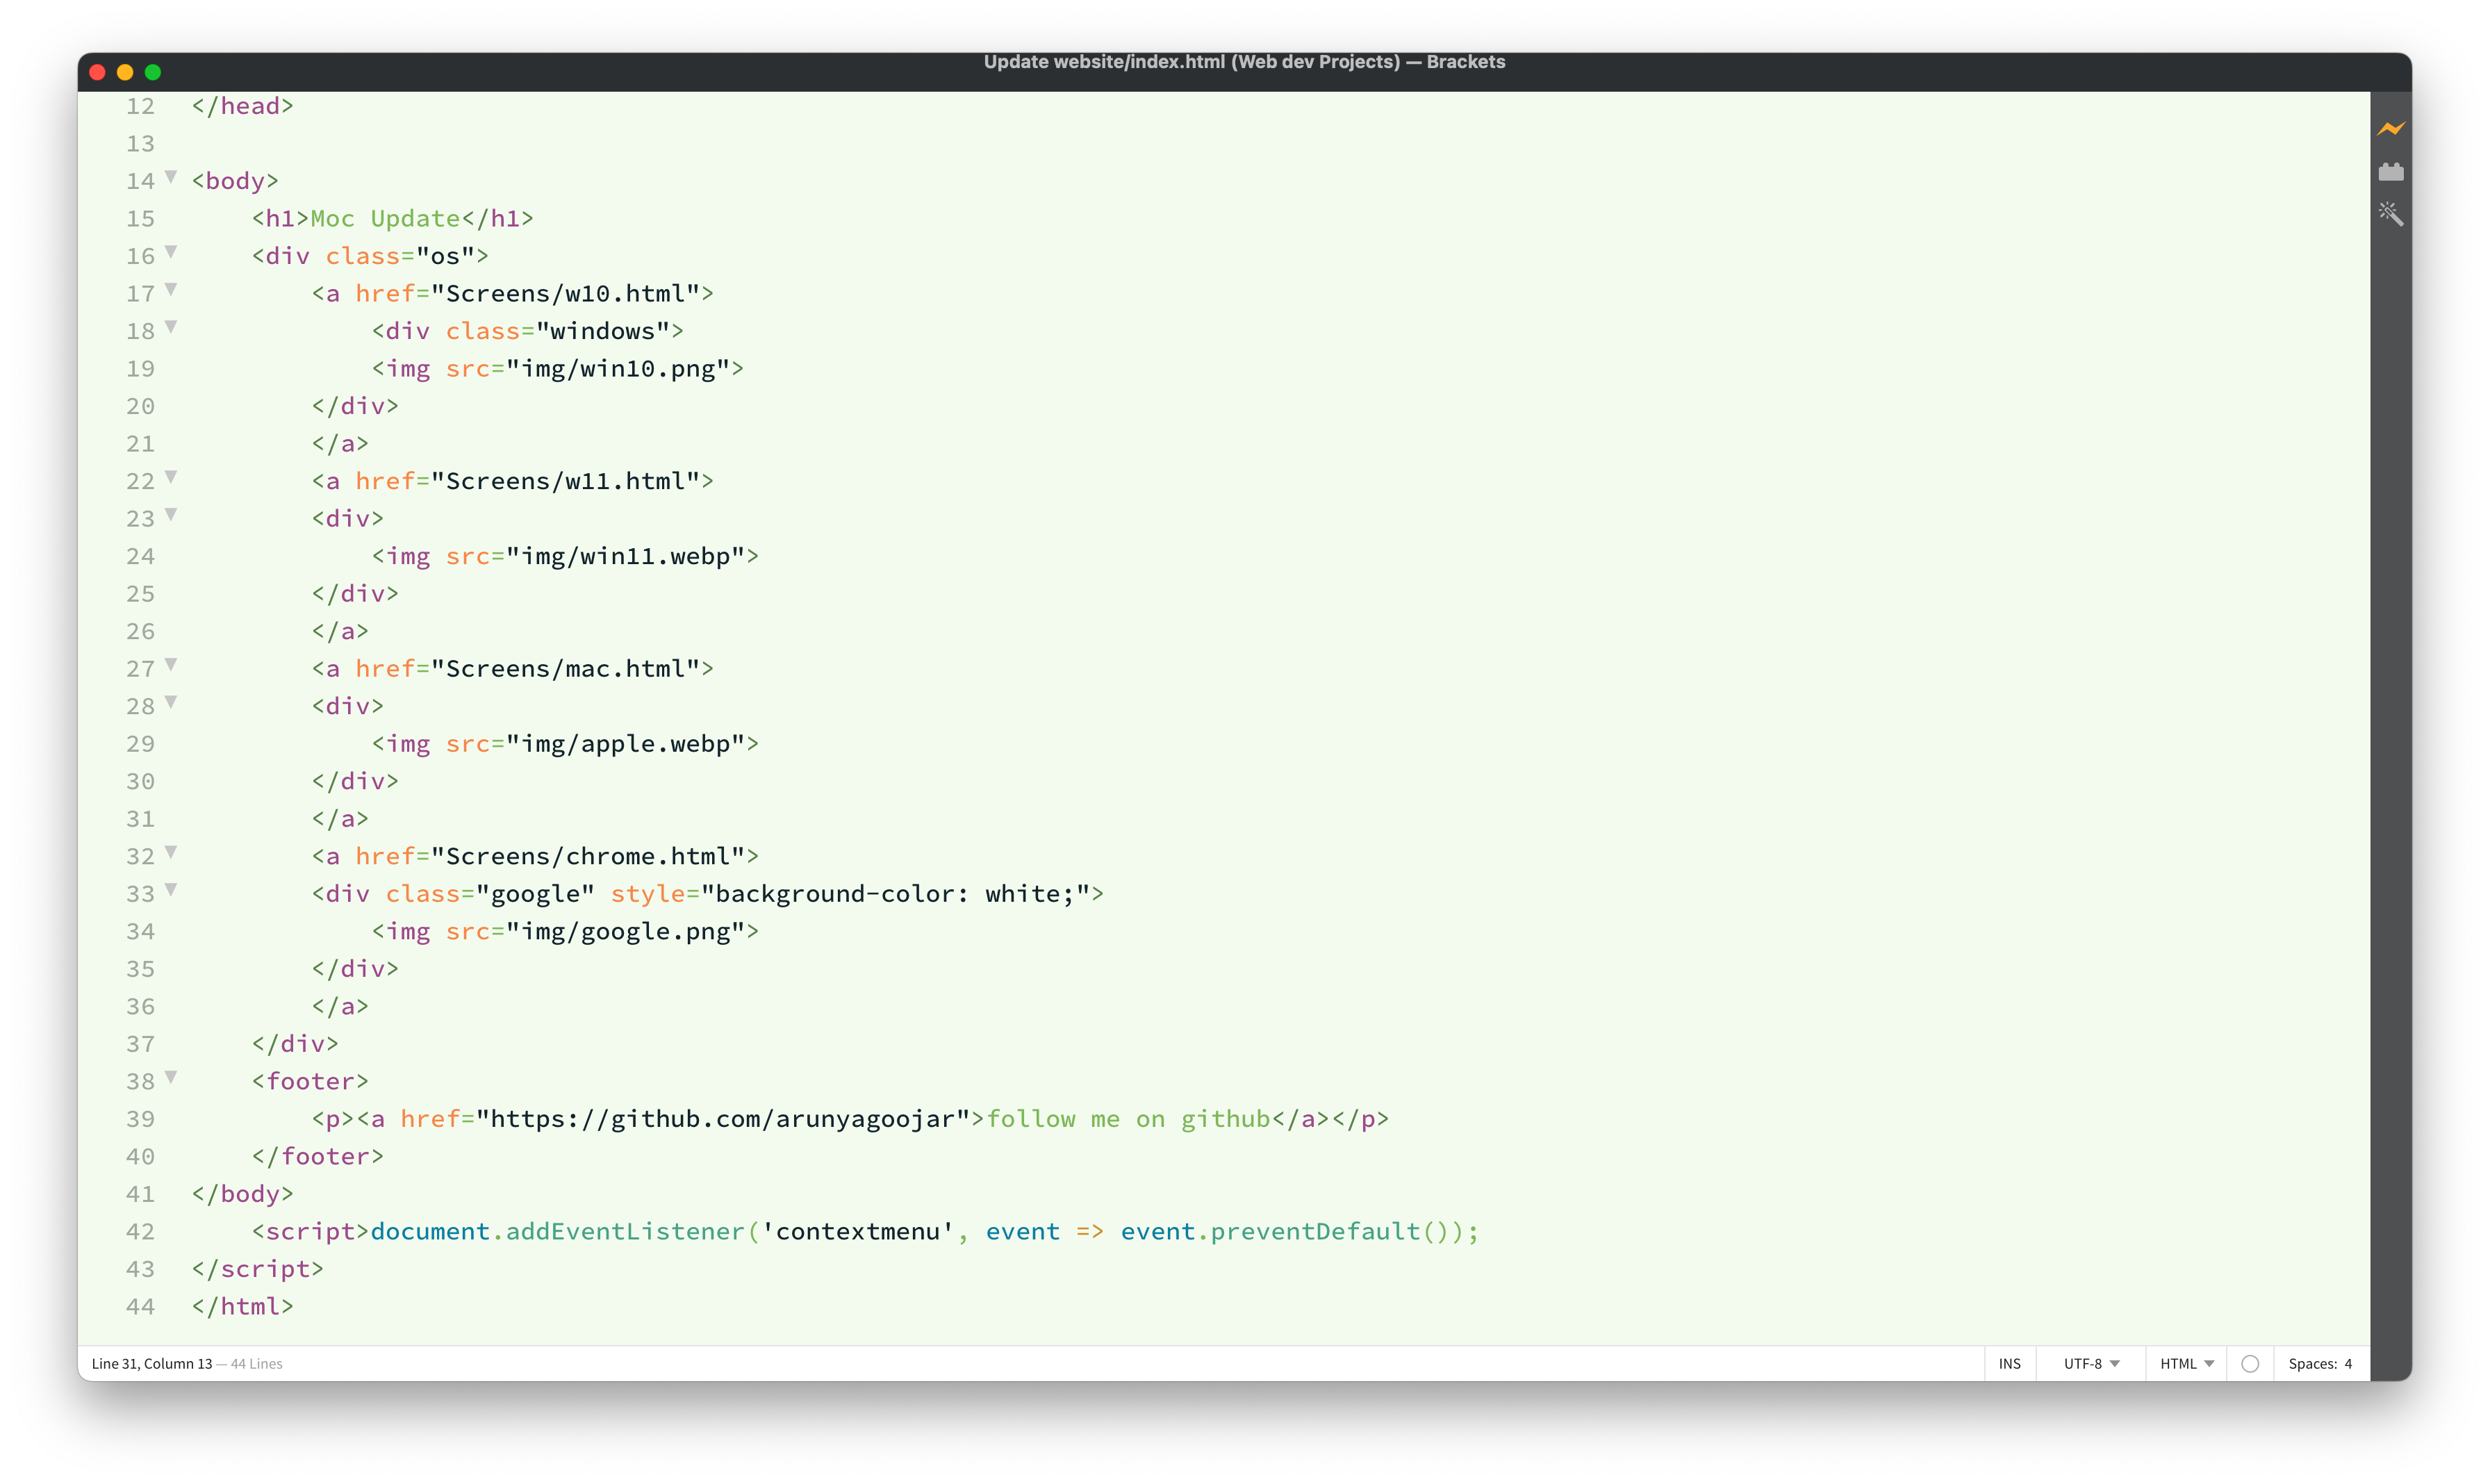 Update website/index.html (Web dev Projects) — Brackets
12 </head>
13
14 <body>
15     <h1>Moc Update</h1>
16     <div class="os">
17         <a href="Screens/w10.html">
18             <div class="windows">
19             <img src="img/win10.png">
20         </div>
21         </a>
22         <a href="Screens/w11.html">
23         <div>
24             <img src="img/win11.webp">
25         </div>
26         </a>
27         <a href="Screens/mac.html">
28         <div>
29             <img src="img/apple.webp">
30         </div>
31         </a>
32         <a href="Screens/chrome.html">
33         <div class="google" style="background-color: white;">
34             <img src="img/google.png">
35         </div>
36         </a>
37     </div>
38     <footer>
39         <p><a href="https://github.com/arunyagoojar">follow me on github</a></p>
40     </footer>
41 </body>
42     <script>document.addEventListener('contextmenu', event => event.preventDefault());
43 </script>
44 </html>
Line 31, Column 13 — 44 Lines INS UTF-8 HTML Spaces: 4